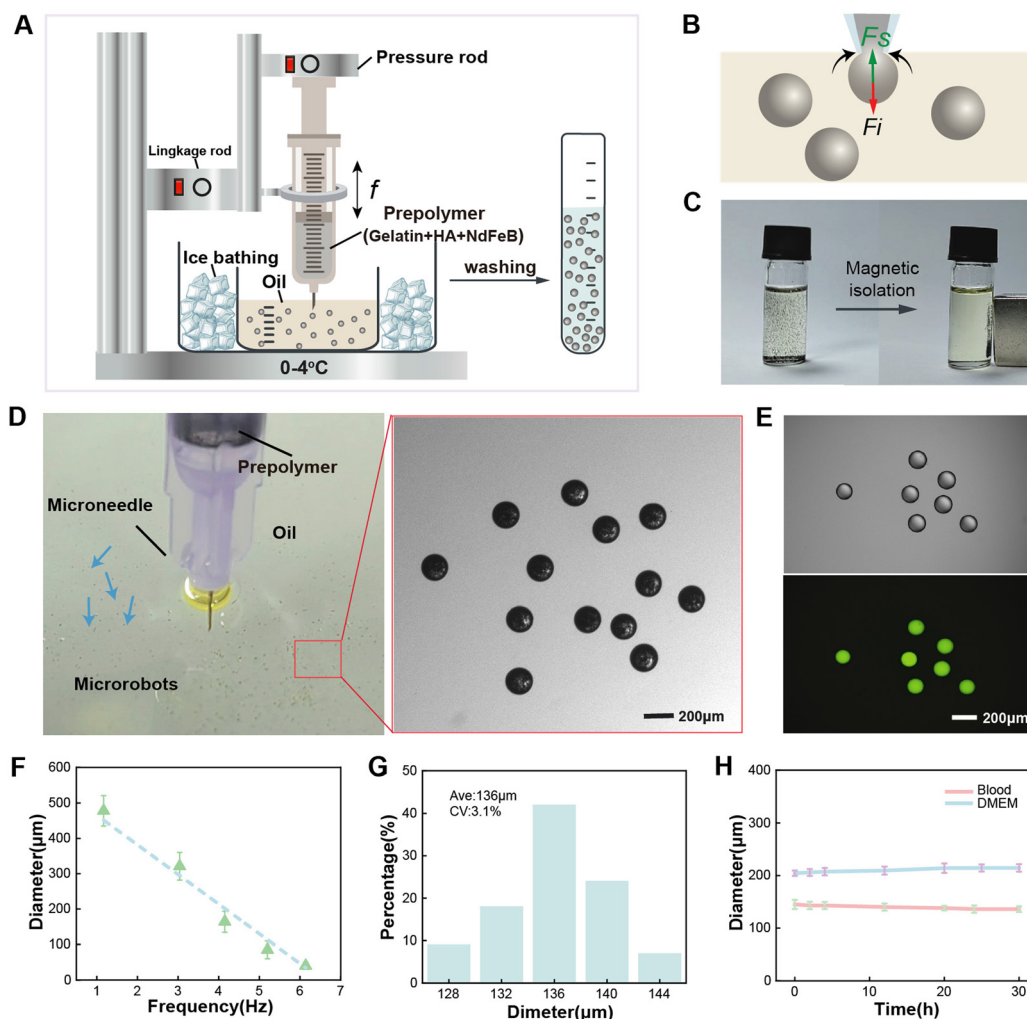 A
Pressure rod
Lingkage rod
f
Prepolymer
(Gelatin+HA+NdFeB)
Ice bathing
Oil
washing
0-4°C
B
Fs
Fi
C
Magnetic
isolation
D
Prepolymer
Microneedle
Oil
Microrobots
200μm
E
200μm
F
600
500
400
300
200
100
0
Diameter(μm)
1
2
3
4
5
6
7
Frequency(Hz)
G
50
40
30
20
10
0
Percentage(%)
Ave:136μm
CV:3.1%
128
132
136
140
144
Dimeter(μm)
H
400
300
200
100
0
Diameter(μm)
Blood
DMEM
0
10
20
30
Time(h)